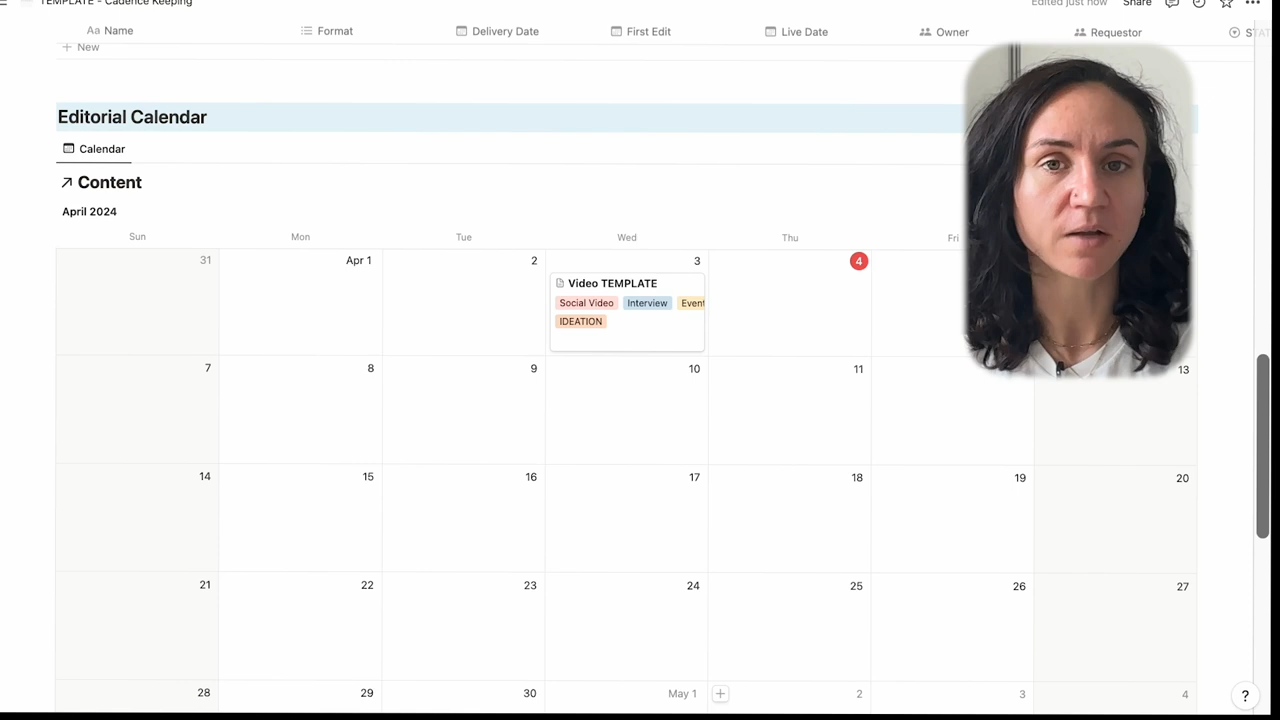 TEMPLATE - Cadence Keeping Edited just now Share
Aa Name Format Delivery Date First Edit Live Date Owner Requestor
+ New
Editorial Calendar
Calendar
Content
April 2024
Sun Mon Tue Wed Thu Fri
31 Apr 1 2 3 4
Video TEMPLATE
Social Video Interview Event
IDEATION
7 8 9 10 11 13
14 15 16 17 18 19 20
21 22 23 24 25 26 27
28 29 30 May 1 + 2 3 4
?